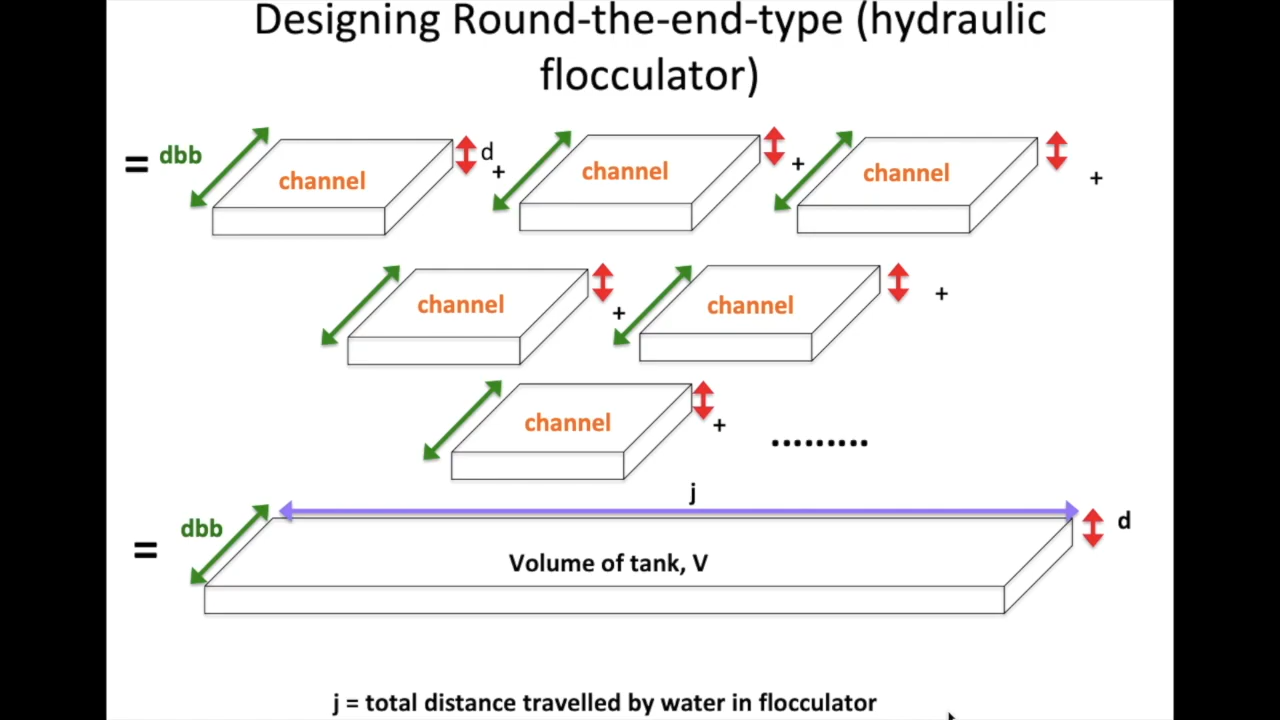 Designing Round-the-end-type (hydraulic
flocculator)
= dbb channel d + channel + channel +
channel + channel +
channel + .........
j
= dbb Volume of tank, V d
j = total distance travelled by water in flocculator